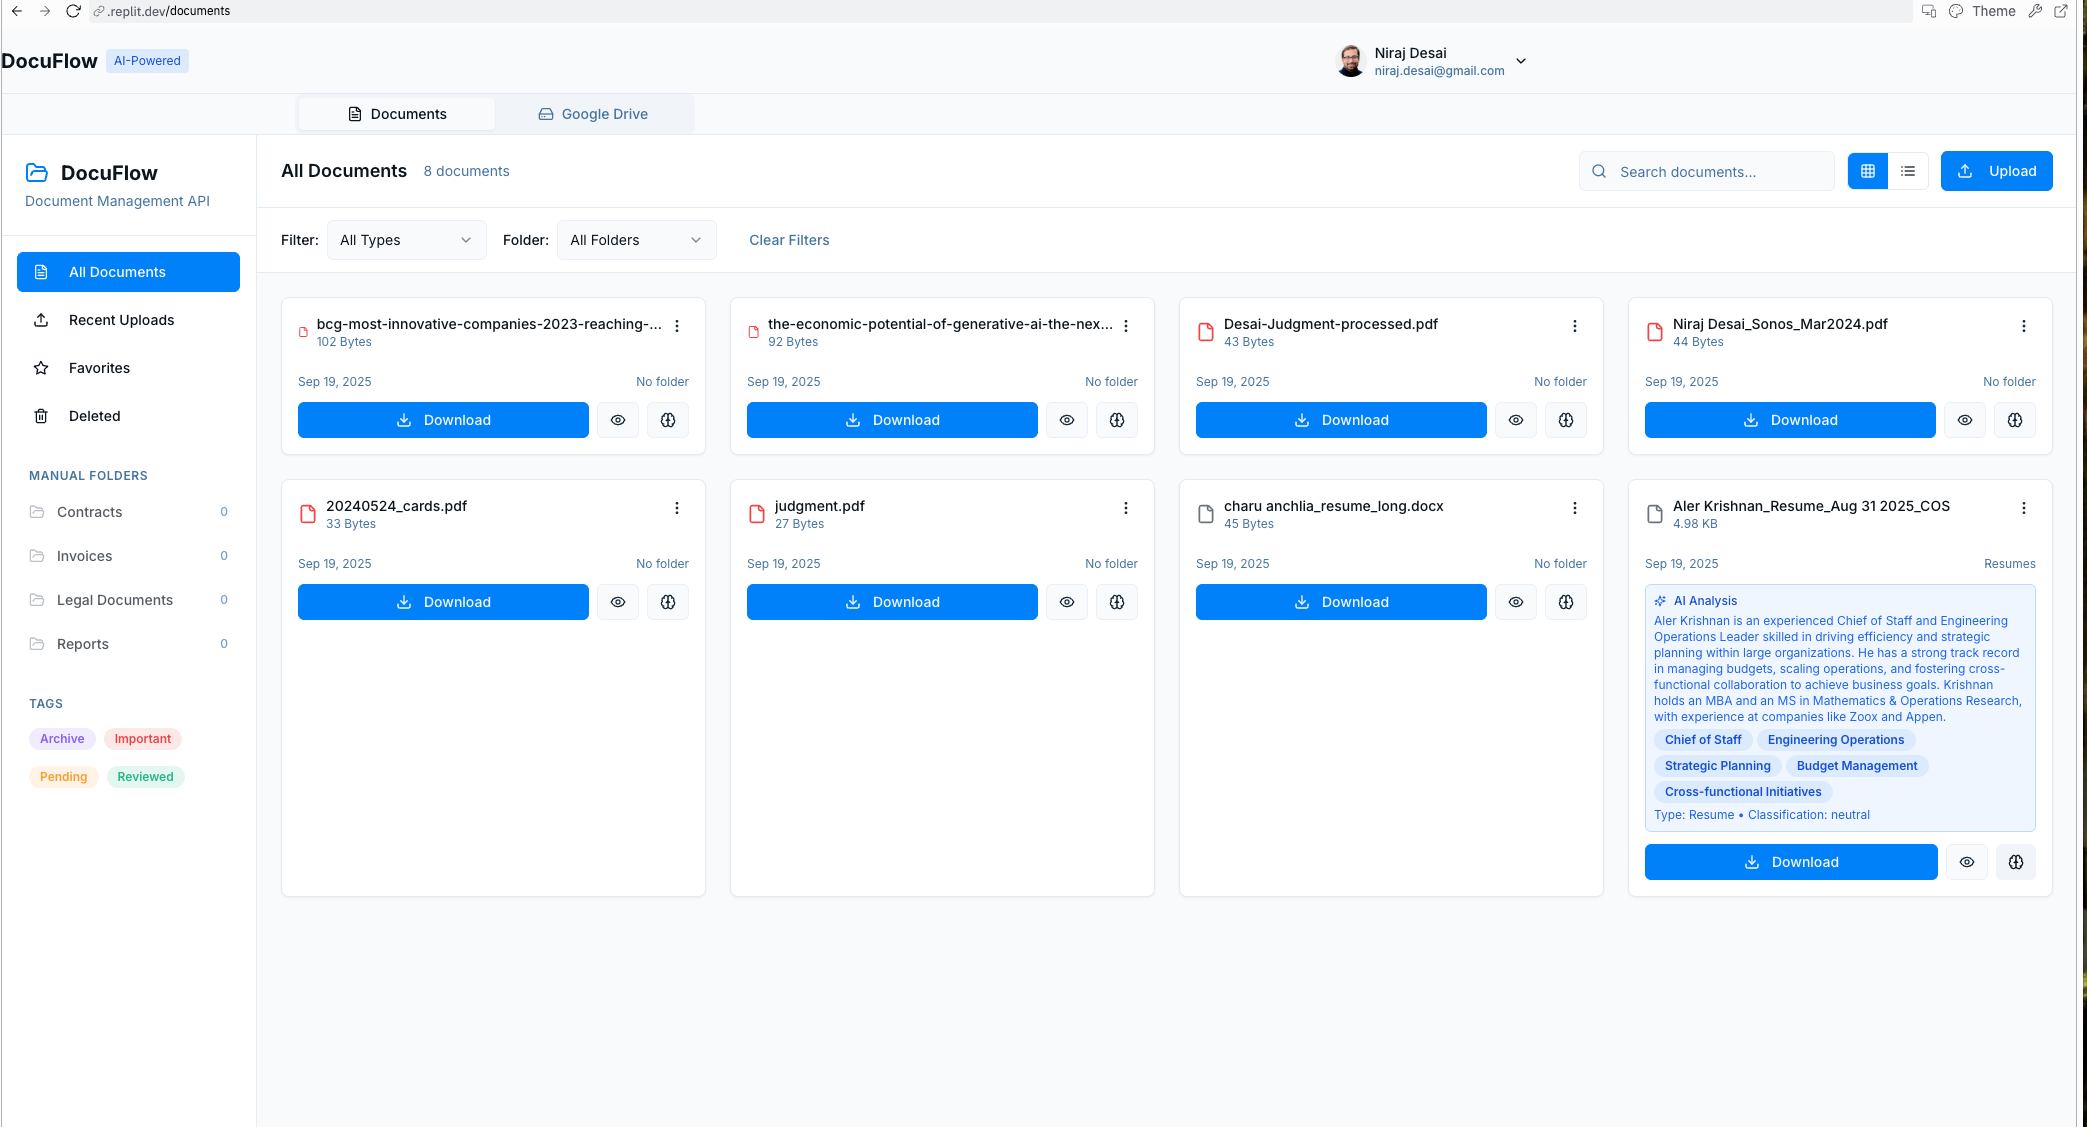 .replit.dev/documents
Theme
DocuFlow AI-Powered
Niraj Desai
niraj.desai@gmail.com
Documents
Google Drive
DocuFlow
Document Management API
All Documents
Recent Uploads
Favorites
Deleted
MANUAL FOLDERS
Contracts 0
Invoices 0
Legal Documents 0
Reports 0
TAGS
Archive Important
Pending Reviewed
All Documents 8 documents
Search documents...
Upload
Filter: All Types Folder: All Folders Clear Filters
bcg-most-innovative-companies-2023-reaching-...
102 Bytes
Sep 19, 2025 No folder
Download
the-economic-potential-of-generative-ai-the-nex...
92 Bytes
Sep 19, 2025 No folder
Download
Desai-Judgment-processed.pdf
43 Bytes
Sep 19, 2025 No folder
Download
Niraj Desai_Sonos_Mar2024.pdf
44 Bytes
Sep 19, 2025 No folder
Download
20240524_cards.pdf
33 Bytes
Sep 19, 2025 No folder
Download
judgment.pdf
27 Bytes
Sep 19, 2025 No folder
Download
charu anchlia_resume_long.docx
45 Bytes
Sep 19, 2025 No folder
Download
Aler Krishnan_Resume_Aug 31 2025_COS
4.98 KB
Sep 19, 2025 Resumes
AI Analysis
Aler Krishnan is an experienced Chief of Staff and Engineering
Operations Leader skilled in driving efficiency and strategic
planning within large organizations. He has a strong track record
in managing budgets, scaling operations, and fostering cross-
functional collaboration to achieve business goals. Krishnan
holds an MBA and an MS in Mathematics & Operations Research,
with experience at companies like Zoox and Appen.
Chief of Staff Engineering Operations
Strategic Planning Budget Management
Cross-functional Initiatives
Type: Resume • Classification: neutral
Download